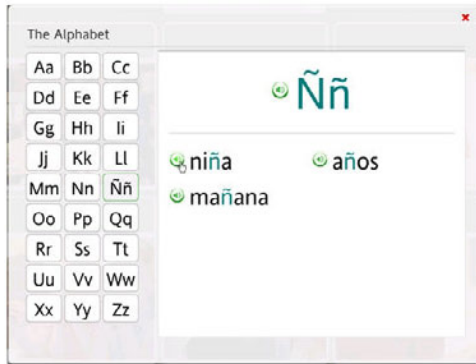 The Alphabet
Aa Bb Cc
Dd Ee Ff
Gg Hh Ii
Jj Kk Ll
Mm Nn Ññ
Oo Pp Qq
Rr Ss Tt
Uu Vv Ww
Xx Yy Zz
Ññ
niña años
mañana